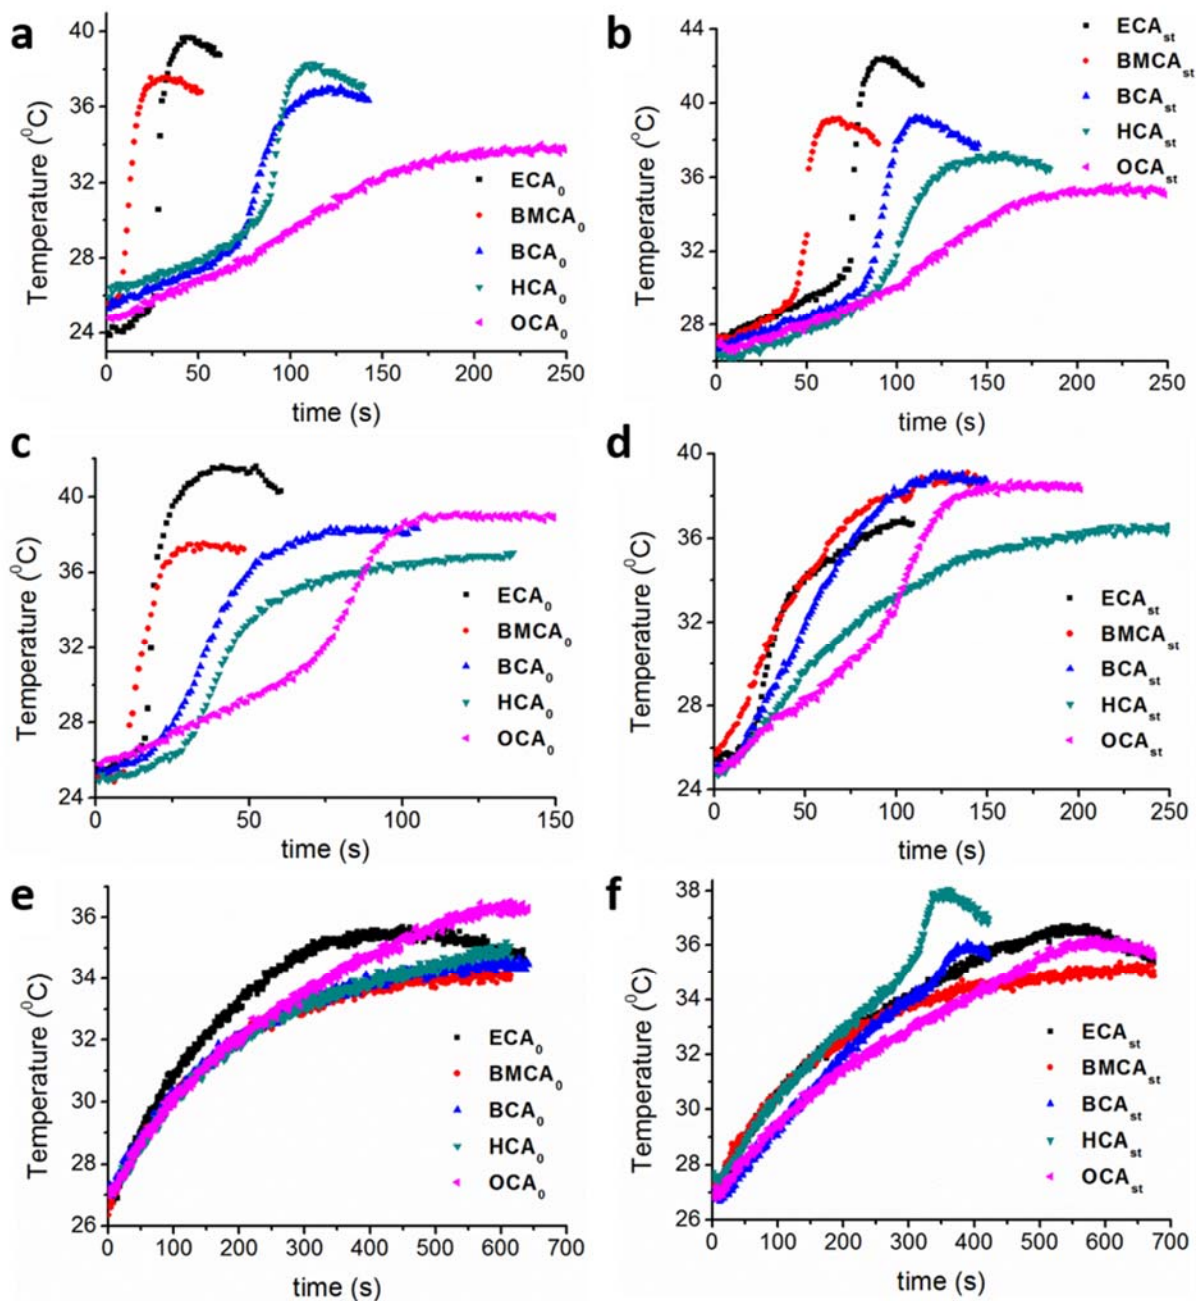 a
40
36
32
28
24
Temperature (⁰C)
0 50 100 150 200 250
time (s)
ECA₀
BMCA₀
BCA₀
HCA₀
OCA₀
b
44
40
36
32
28
Temperature (⁰C)
0 50 100 150 200 250
time (s)
ECAst
BMCAst
BCAst
HCAst
OCAst
c
40
36
32
28
24
Temperature (⁰C)
0 50 100 150
time (s)
ECA₀
BMCA₀
BCA₀
HCA₀
OCA₀
d
40
36
32
28
24
Temperature (⁰C)
0 50 100 150 200 250
time (s)
ECAst
BMCAst
BCAst
HCAst
OCAst
e
36
34
32
30
28
26
Temperature (⁰C)
0 100 200 300 400 500 600 700
time (s)
ECA₀
BMCA₀
BCA₀
HCA₀
OCA₀
f
38
36
34
32
30
28
26
Temperature (⁰C)
0 100 200 300 400 500 600 700
time (s)
ECAst
BMCAst
BCAst
HCAst
OCAst